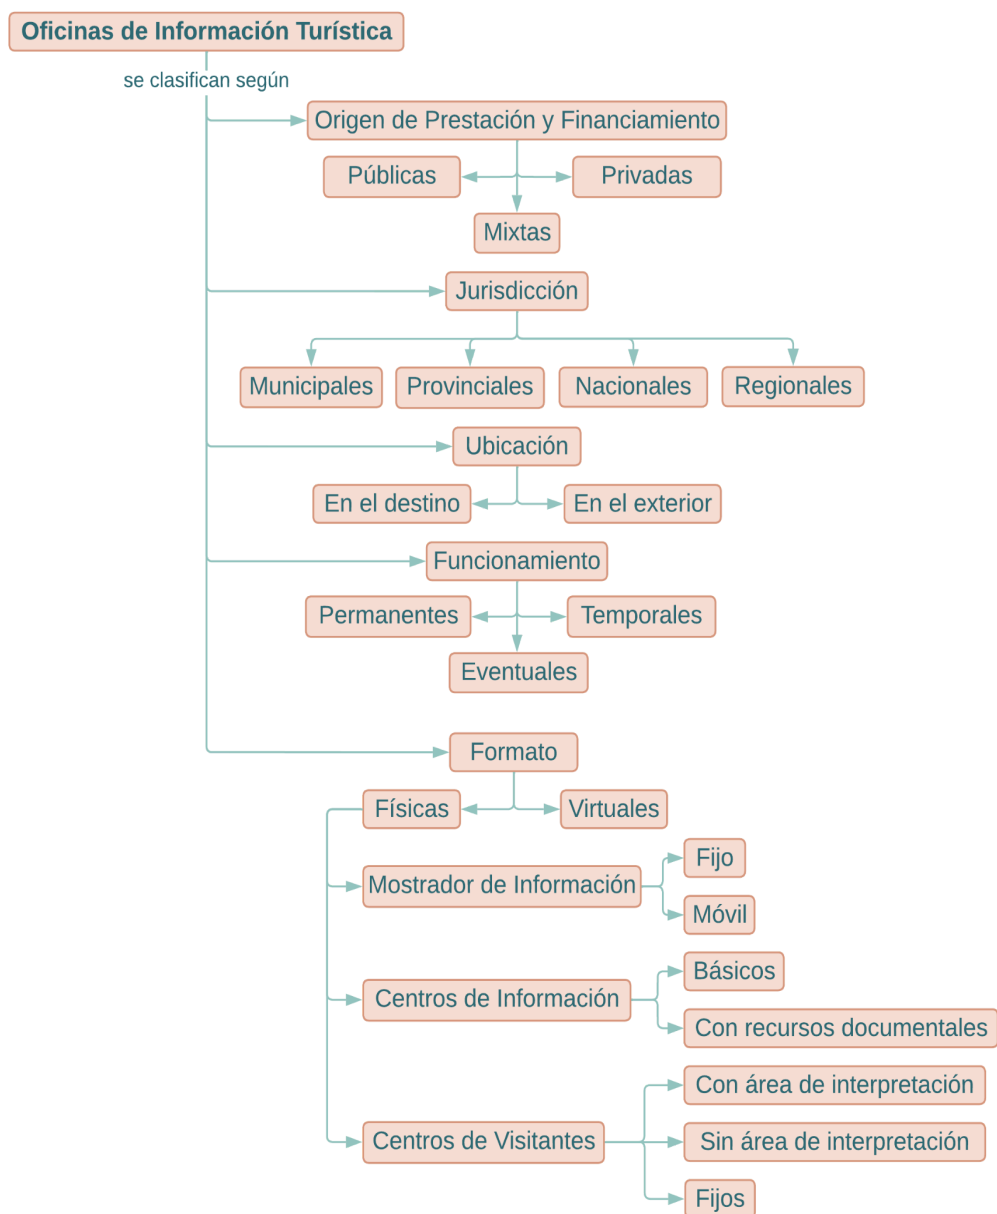 Oficinas de Información Turística
se clasifican según
Origen de Prestación y Financiamiento
Públicas
Privadas
Mixtas
Jurisdicción
Municipales
Provinciales
Nacionales
Regionales
Ubicación
En el destino
En el exterior
Funcionamiento
Permanentes
Temporales
Eventuales
Formato
Físicas
Virtuales
Mostrador de Información
Fijo
Móvil
Centros de Información
Básicos
Con recursos documentales
Centros de Visitantes
Con área de interpretación
Sin área de interpretación
Fijos